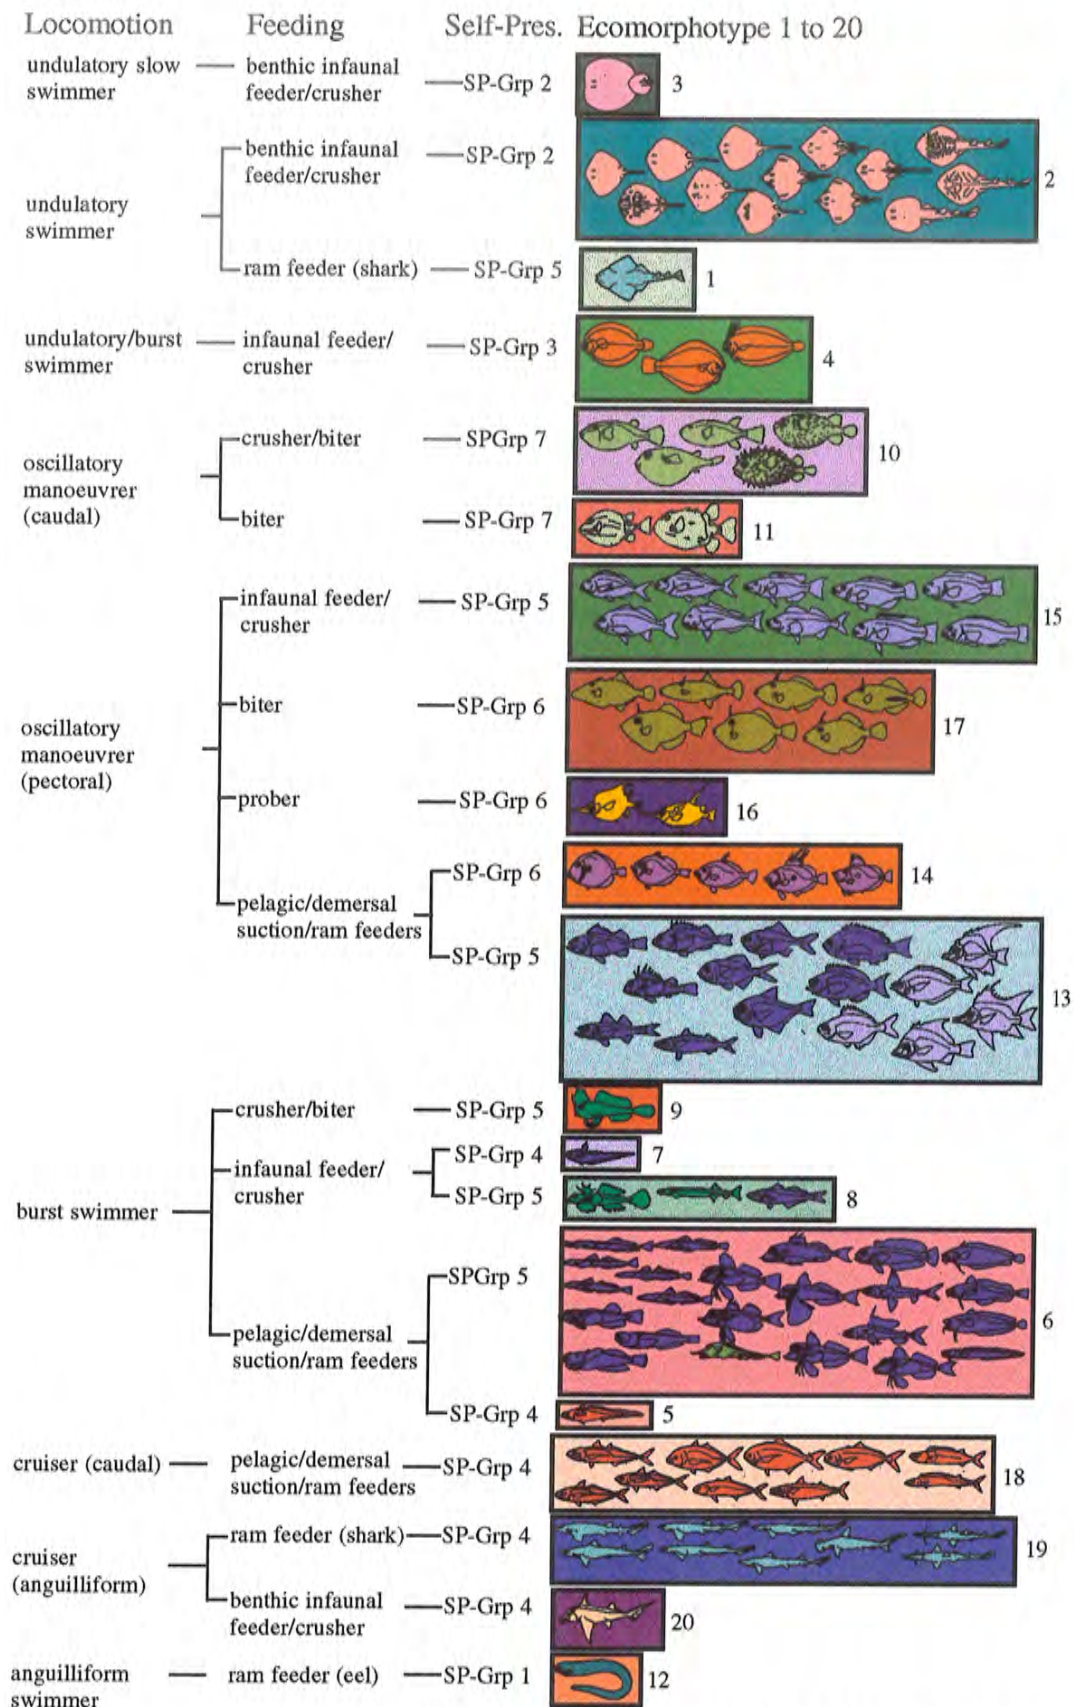 Locomotion Feeding Self-Pres. Ecomorphotype 1 to 20
undulatory slow swimmer benthic infaunal feeder/crusher SP-Grp 2 3
undulatory swimmer
benthic infaunal feeder/crusher SP-Grp 2 2
ram feeder (shark) SP-Grp 5 1
undulatory/burst swimmer infaunal feeder/ crusher SP-Grp 3 4
oscillatory manoeuvrer (caudal)
crusher/biter SPGrp 7 10
biter SP-Grp 7 11
oscillatory manoeuvrer (pectoral)
infaunal feeder/ crusher SP-Grp 5 15
biter SP-Grp 6 17
prober SP-Grp 6 16
pelagic/demersal suction/ram feeders
SP-Grp 6 14
SP-Grp 5 13
burst swimmer
crusher/biter SP-Grp 5 9
infaunal feeder/ crusher
SP-Grp 4 7
SP-Grp 5 8
pelagic/demersal suction/ram feeders
SPGrp 5 6
SP-Grp 4 5
cruiser (caudal) pelagic/demersal suction/ram feeders SP-Grp 4 18
cruiser (anguilliform)
ram feeder (shark) SP-Grp 4 19
benthic infaunal feeder/crusher SP-Grp 4 20
anguilliform swimmer ram feeder (eel) SP-Grp 1 12